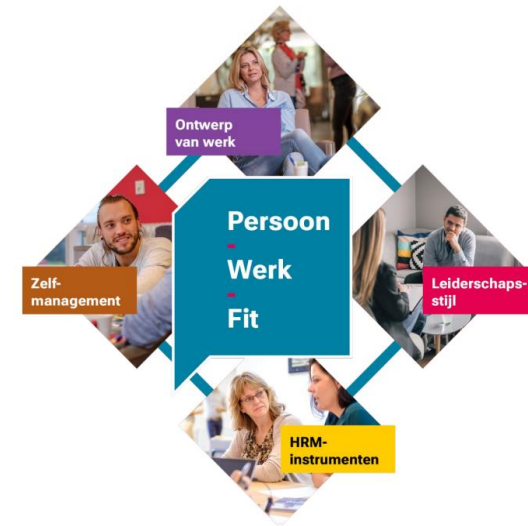 Ontwerp
van werk
Persoon
-
Werk
-
Fit
Zelf-
management
Leiderschaps-
stijl
HRM-
instrumenten